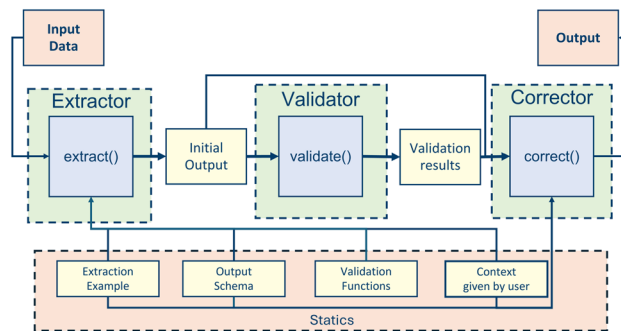 Input
Data
Output
Extractor
Validator
Corrector
extract()
Initial
Output
validate()
Validation
results
correct()
Extraction
Example
Output
Schema
Validation
Functions
Context
given by user
Statics